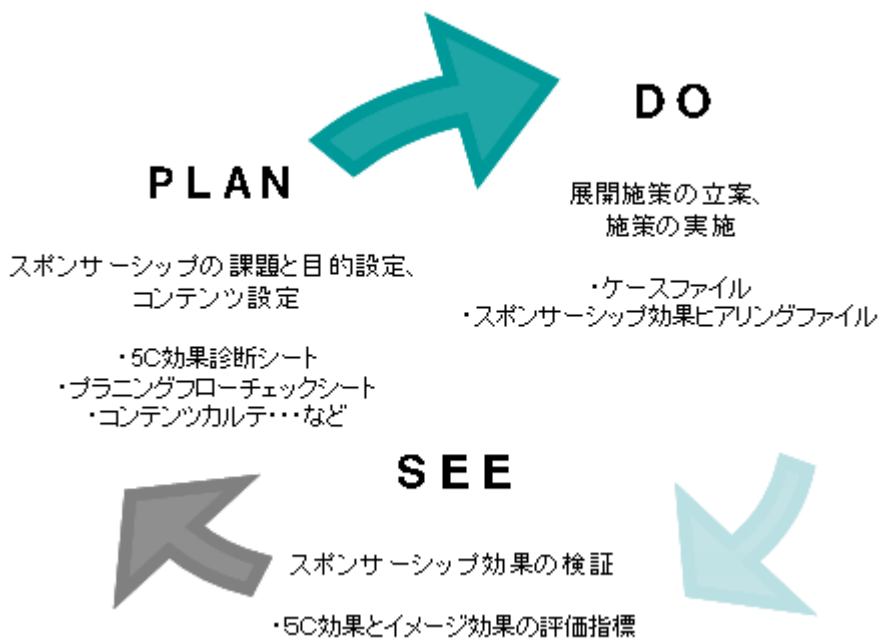 PLAN
スポンサーシップの課題と目的設定、
コンテンツ設定
・5C効果診断シート
・プラニングフローチェックシート
・コンテンツカルテ・・・など
DO
展開施策の立案、
施策の実施
・ケースファイル
・スポンサーシップ効果ヒアリングファイル
SEE
スポンサーシップ効果の検証
・5C効果とイメージ効果の評価指標